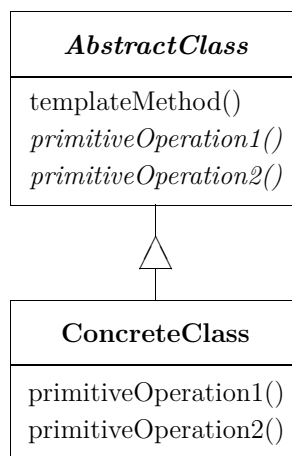 AbstractClass
templateMethod()
primitiveOperation1()
primitiveOperation2()
ConcreteClass
primitiveOperation1()
primitiveOperation2()